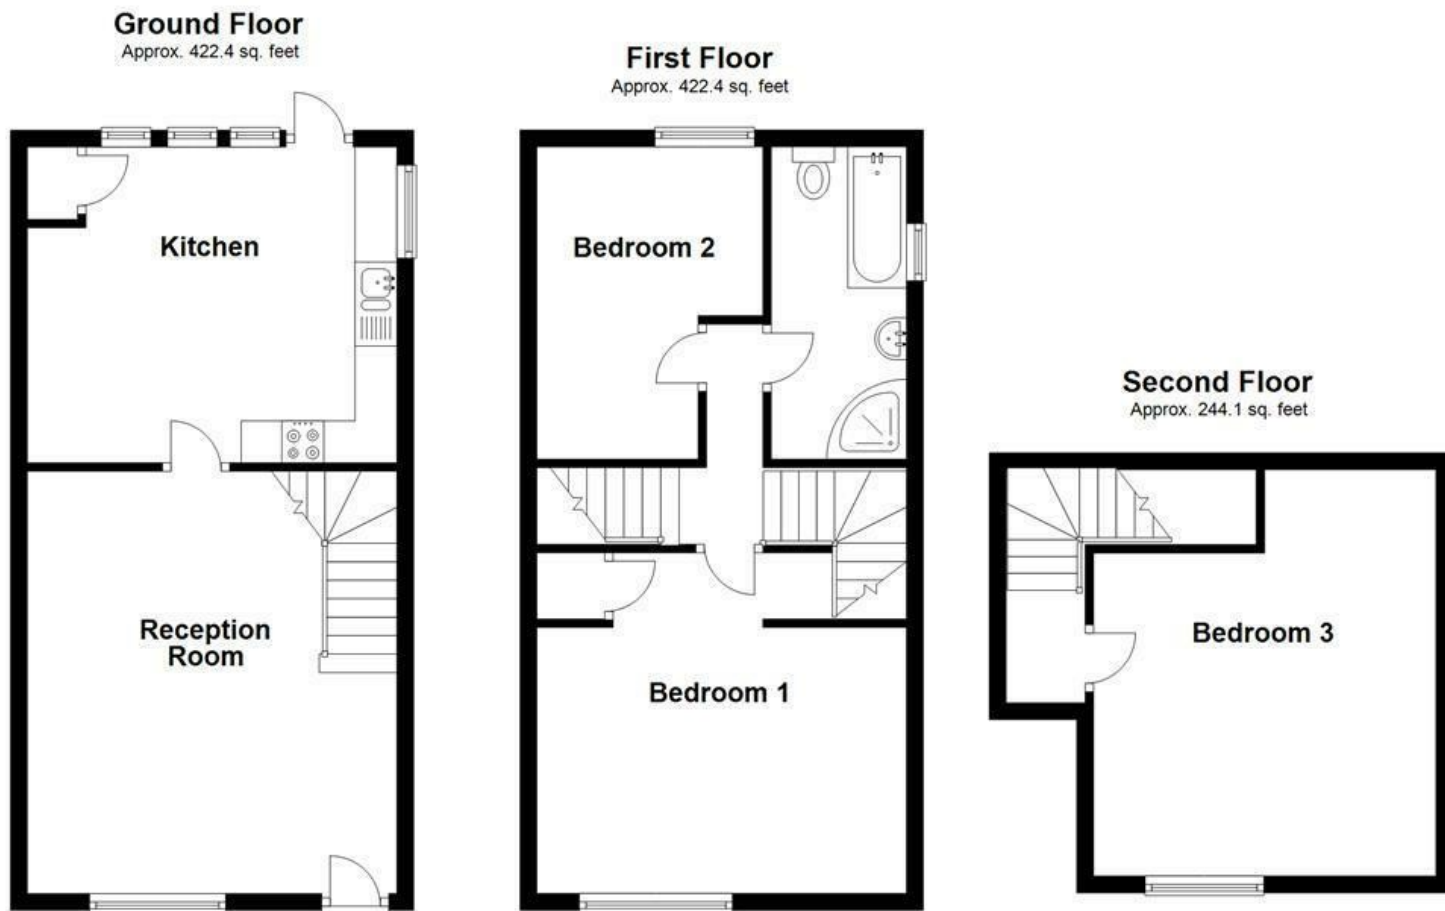 Ground Floor
Approx. 422.4 sq. feet
First Floor
Approx. 422.4 sq. feet
Second Floor
Approx. 244.1 sq. feet
Kitchen
Reception
Room
Bedroom 2
Bedroom 1
Bedroom 3